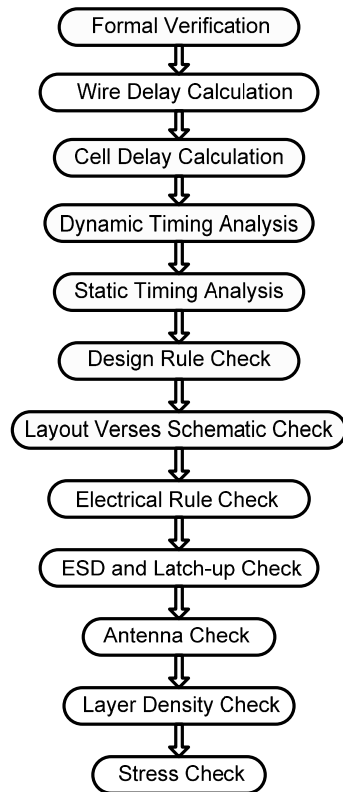 Formal Verification
Wire Delay Calculation
Cell Delay Calculation
Dynamic Timing Analysis
Static Timing Analysis
Design Rule Check
Layout Verses Schematic Check
Electrical Rule Check
ESD and Latch-up Check
Antenna Check
Layer Density Check
Stress Check